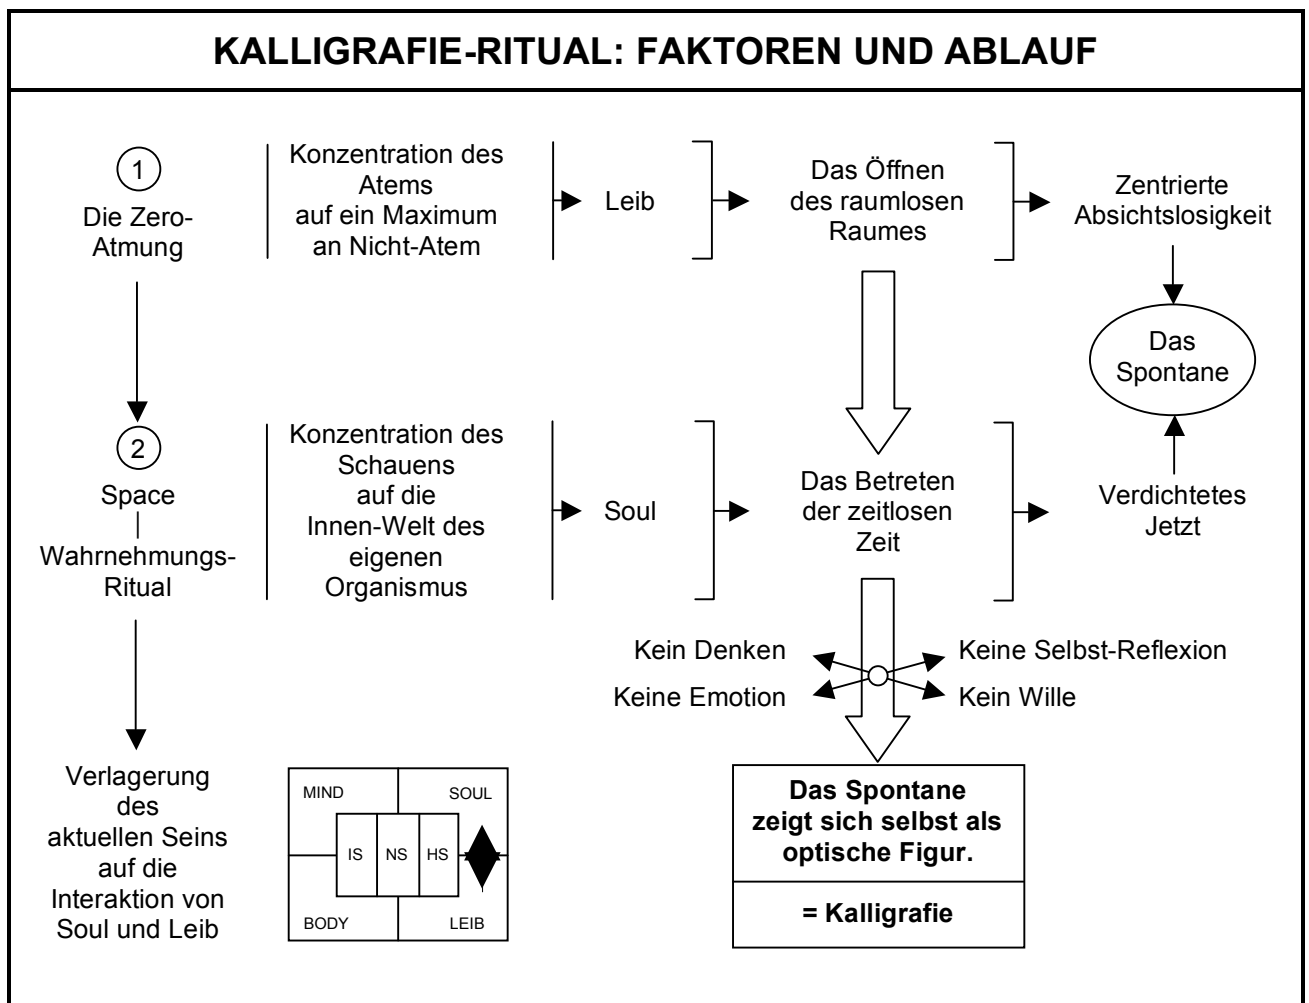 KALLIGRAFIE-RITUAL: FAKTOREN UND ABLAUF
1
Die Zero-
Atmung
Konzentration des
Atems
auf ein Maximum
an Nicht-Atem
Leib
Das Öffnen
des raumlosen
Raumes
Zentrierte
Absichtslosigkeit
Das
Spontane
2
Space
Wahrnehmungs-
Ritual
Konzentration des
Schauens
auf die
Innen-Welt des
eigenen
Organismus
Soul
Das Betreten
der zeitlosen
Zeit
Verdichtetes
Jetzt
Kein Denken
Keine Selbst-Reflexion
Keine Emotion
Kein Wille
Verlagerung
des
aktuellen Seins
auf die
Interaktion von
Soul und Leib
MIND
SOUL
IS
NS
HS
BODY
LEIB
Das Spontane
zeigt sich selbst als
optische Figur.
= Kalligrafie